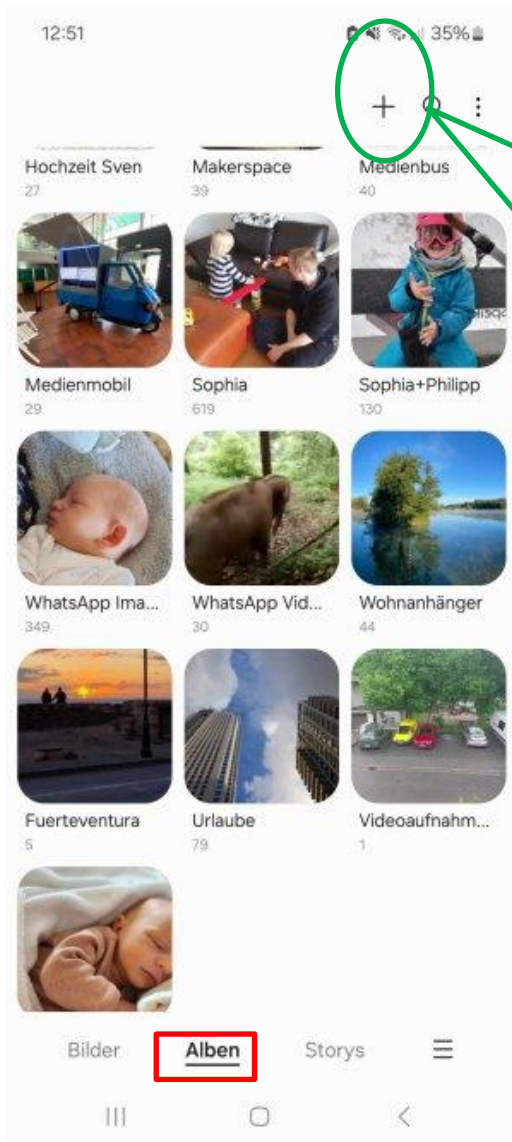 12:51 35%
Hochzeit Sven Makerspace Medienbus
27 39 40
Medienmobil Sophia Sophia+Philipp
29 619 130
WhatsApp Ima... WhatsApp Vid... Wohnanhänger
349 30 44
Fuerteventura Urlaube Videoaufnahm...
5 79 1
Bilder Alben Storys